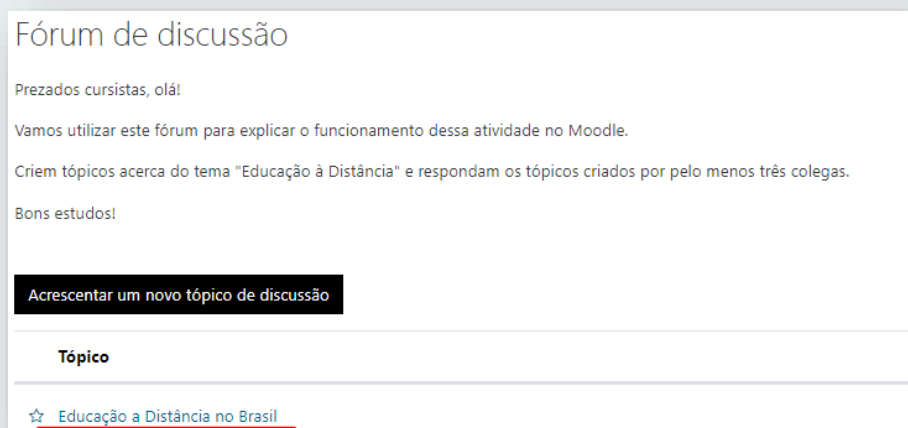 Fórum de discussão
Prezados cursistas, olá!
Vamos utilizar este fórum para explicar o funcionamento dessa atividade no Moodle.
Criem tópicos acerca do tema "Educação à Distância" e respondam os tópicos criados por pelo menos três colegas.
Bons estudos!
Acrescentar um novo tópico de discussão
Tópico
Educação a Distância no Brasil